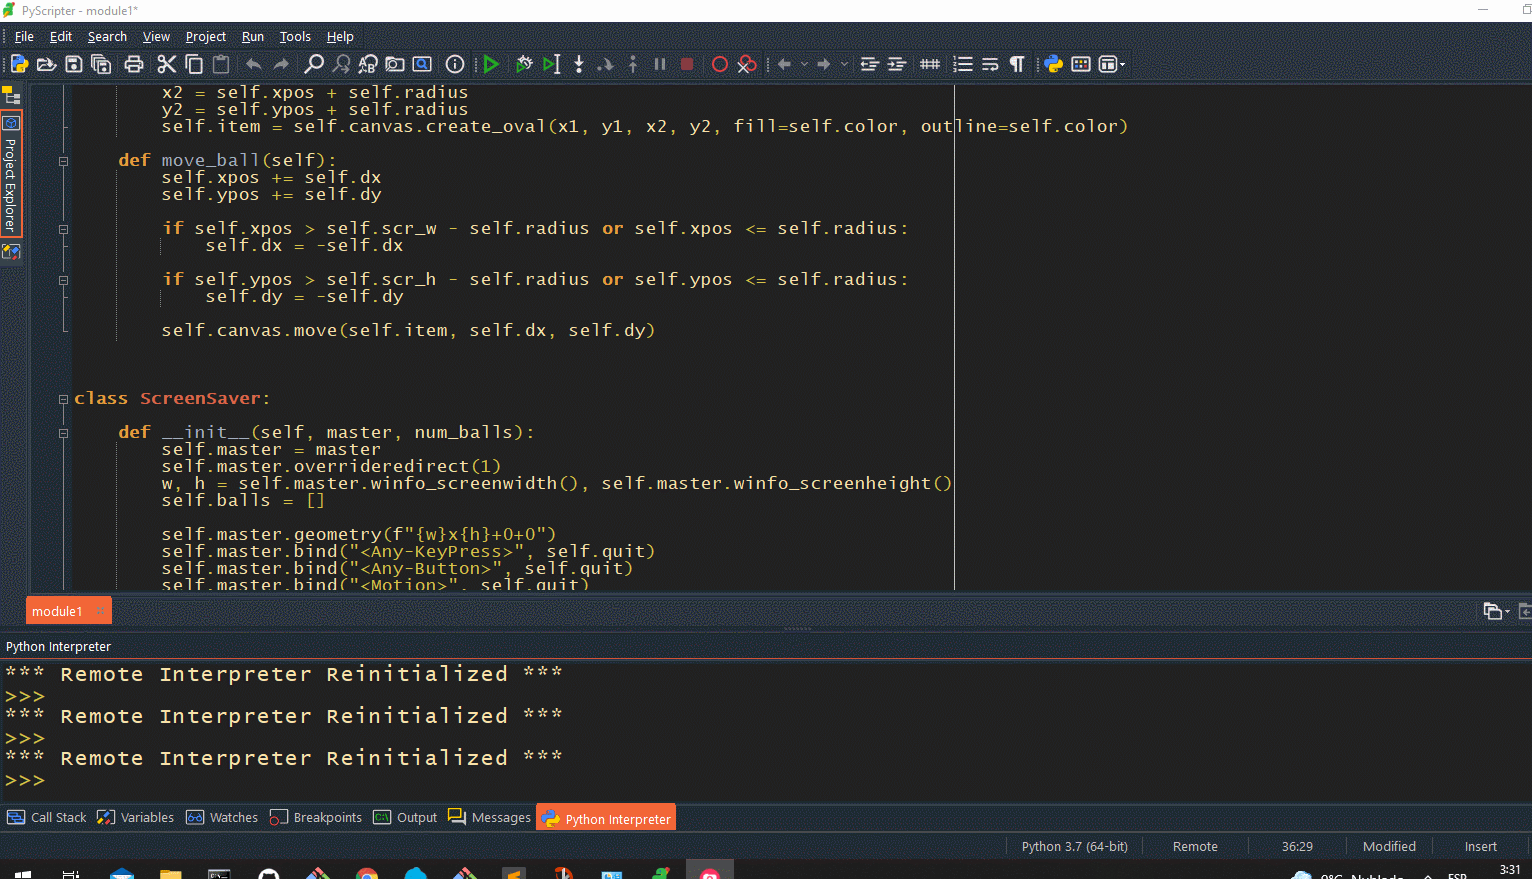 PyScripter - module1*
File Edit Search View Project Run Tools Help
Project Explorer
x2 = self.xpos + self.radius
y2 = self.ypos + self.radius
self.item = self.canvas.create_oval(x1, y1, x2, y2, fill=self.color, outline=self.color)
def move_ball(self):
self.xpos += self.dx
self.ypos += self.dy
if self.xpos > self.scr_w - self.radius or self.xpos <= self.radius:
self.dx = -self.dx
if self.ypos > self.scr_h - self.radius or self.ypos <= self.radius:
self.dy = -self.dy
self.canvas.move(self.item, self.dx, self.dy)
class ScreenSaver:
def __init__(self, master, num_balls):
self.master = master
self.master.overrideredirect(1)
w, h = self.master.winfo_screenwidth(), self.master.winfo_screenheight()
self.balls = []
self.master.geometry(f"{w}x{h}+0+0")
self.master.bind("<Any-KeyPress>", self.quit)
self.master.bind("<Any-Button>", self.quit)
self.master.bind("<Motion>", self.quit)
module1
Python Interpreter
*** Remote Interpreter Reinitialized ***
>>>
*** Remote Interpreter Reinitialized ***
>>>
*** Remote Interpreter Reinitialized ***
>>>
Call Stack Variables Watches Breakpoints Output Messages Python Interpreter
Python 3.7 (64-bit) Remote 36:29 Modified Insert
0°C Nublado ESP 3:31